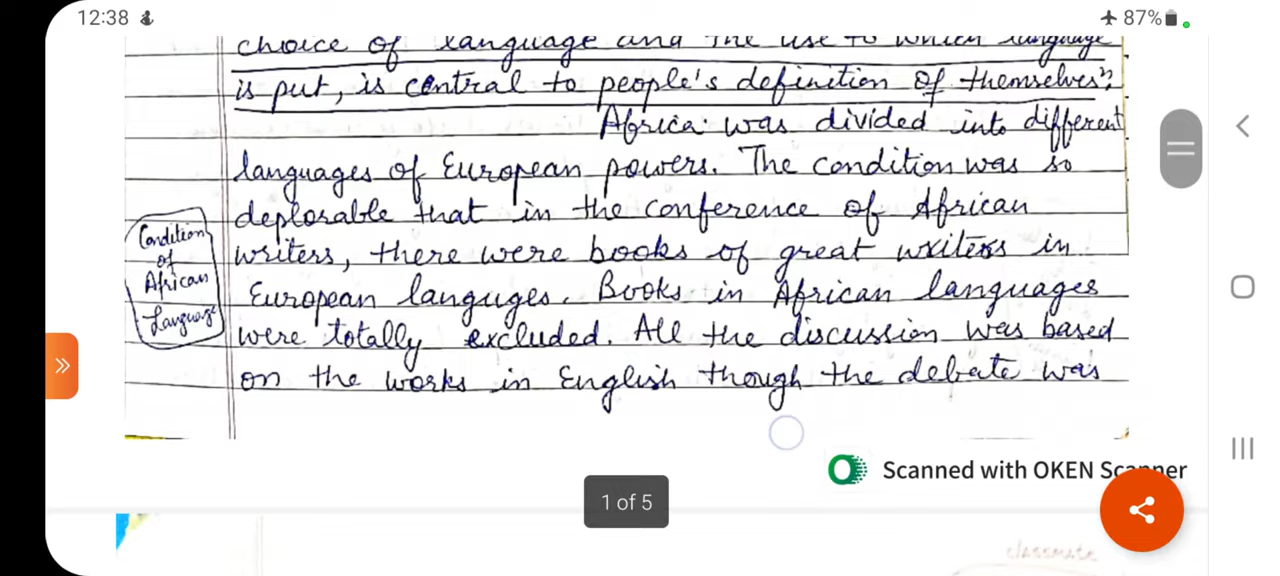 12:38 87%
choice of language and the use to which language
is put, is central to people's definition of themselves".
Africa was divided into different
languages of European powers. The condition was so
deplorable that in the conference of African
writers, there were books of great writers in
European languges. Books in African languages
were totally excluded. All the discussion was based
on the works in English though the debate was
Condition
of
African
Language
Scanned with OKEN Scanner
1 of 5
classmate